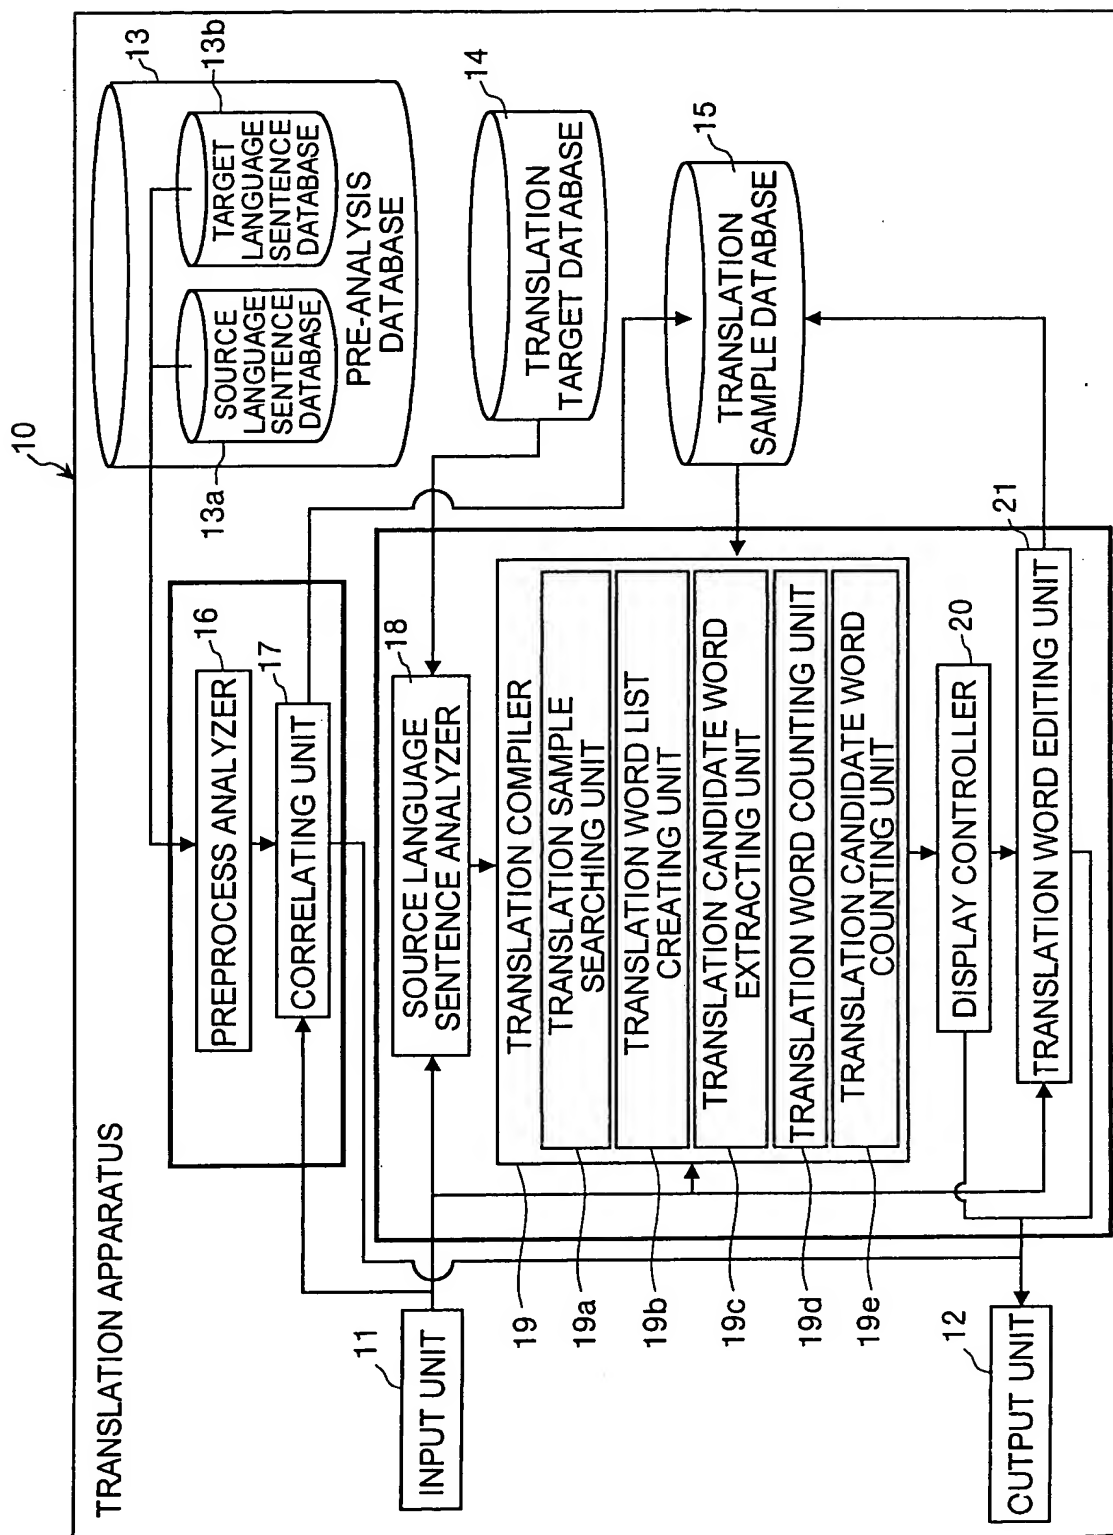 TRANSLATION APPARATUS
10
11
INPUT UNIT
12
CUTPUT UNIT
13
13a
SOURCE
LANGUAGE
SENTENCE
DATABASE
13b
TARGET
LANGUAGE
SENTENCE
DATABASE
PRE-ANALYSIS
DATABASE
14
TRANSLATION
TARGET DATABASE
15
TRANSLATION
SAMPLE DATABASE
16
PREPROCESS ANALYZER
17
CORRELATING UNIT
18
SOURCE LANGUAGE
SENTENCE ANALYZER
19
TRANSLATION COMPILER
19a
TRANSLATION SAMPLE
SEARCHING UNIT
19b
TRANSLATION WORD LIST
CREATING UNIT
19c
TRANSLATION CANDIDATE WORD
EXTRACTING UNIT
19d
TRANSLATION WORD COUNTING UNIT
19e
TRANSLATION CANDIDATE WORD
COUNTING UNIT
20
DISPLAY CONTROLLER
21
TRANSLATION WORD EDITING UNIT